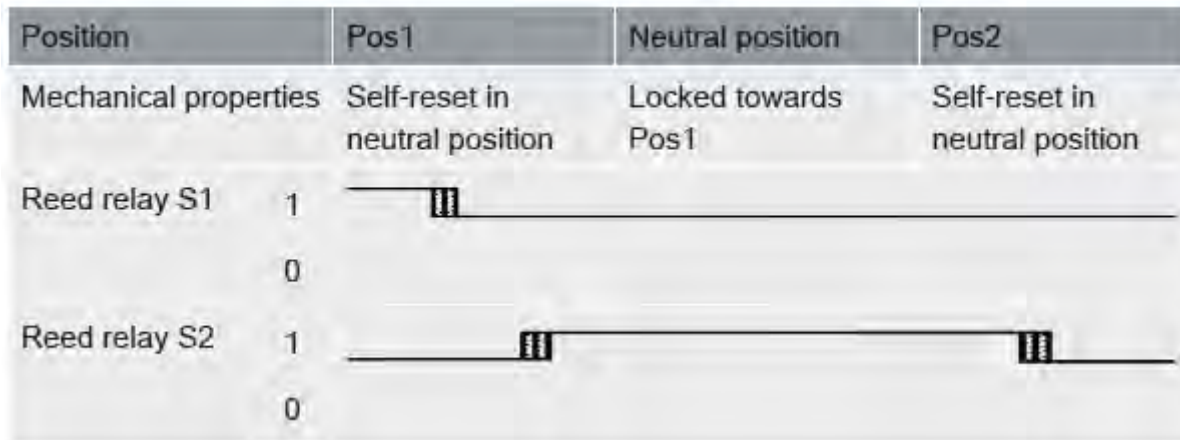 Position Pos1 Neutral position Pos2
Mechanical properties Self-reset in Locked towards Self-reset in
neutral position Pos1 neutral position
Reed relay S1 1
0
Reed relay S2 1
0